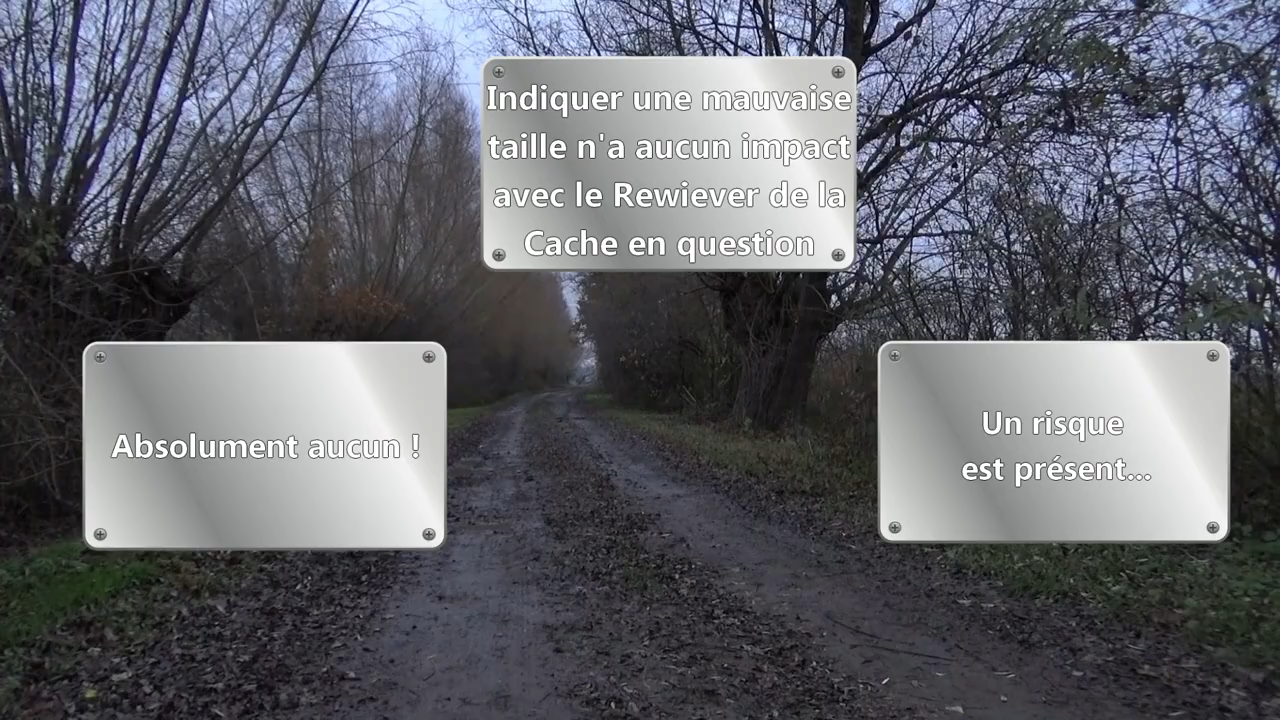 Indiquer une mauvaise
taille n'a aucun impact
avec le Rewiever de la
Cache en question
Absolument aucun !
Un risque
est présent...